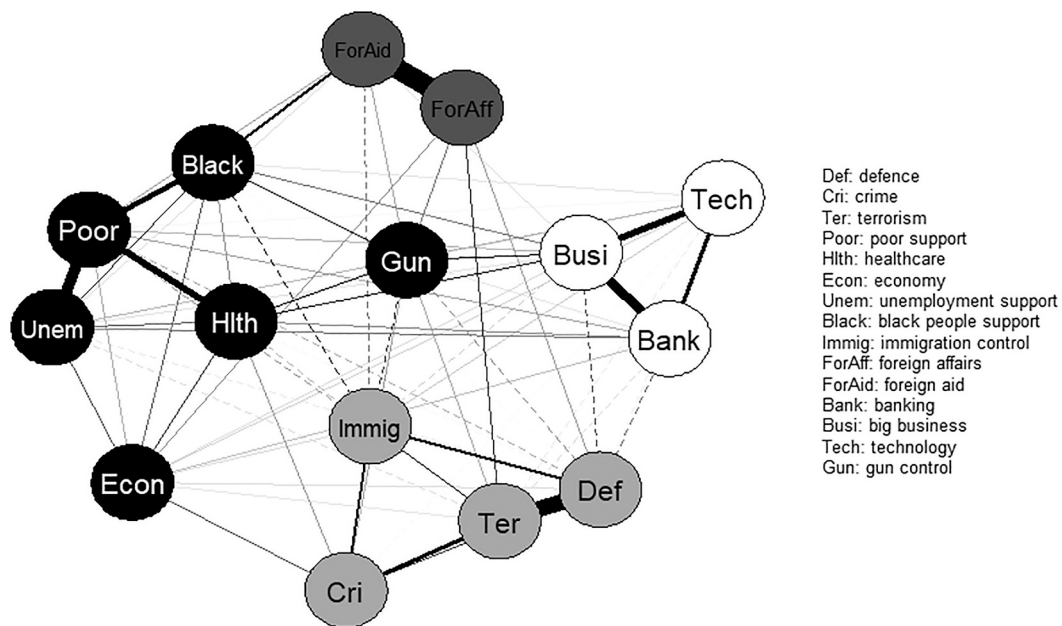 ForAid
ForAff
Black
Tech
Poor
Busi
Gun
Unem
Hlth
Bank
Immig
Econ
Def
Ter
Cri
Def: defence
Cri: crime
Ter: terrorism
Poor: poor support
Hlth: healthcare
Econ: economy
Unem: unemployment support
Black: black people support
Immig: immigration control
ForAff: foreign affairs
ForAid: foreign aid
Bank: banking
Busi: big business
Tech: technology
Gun: gun control